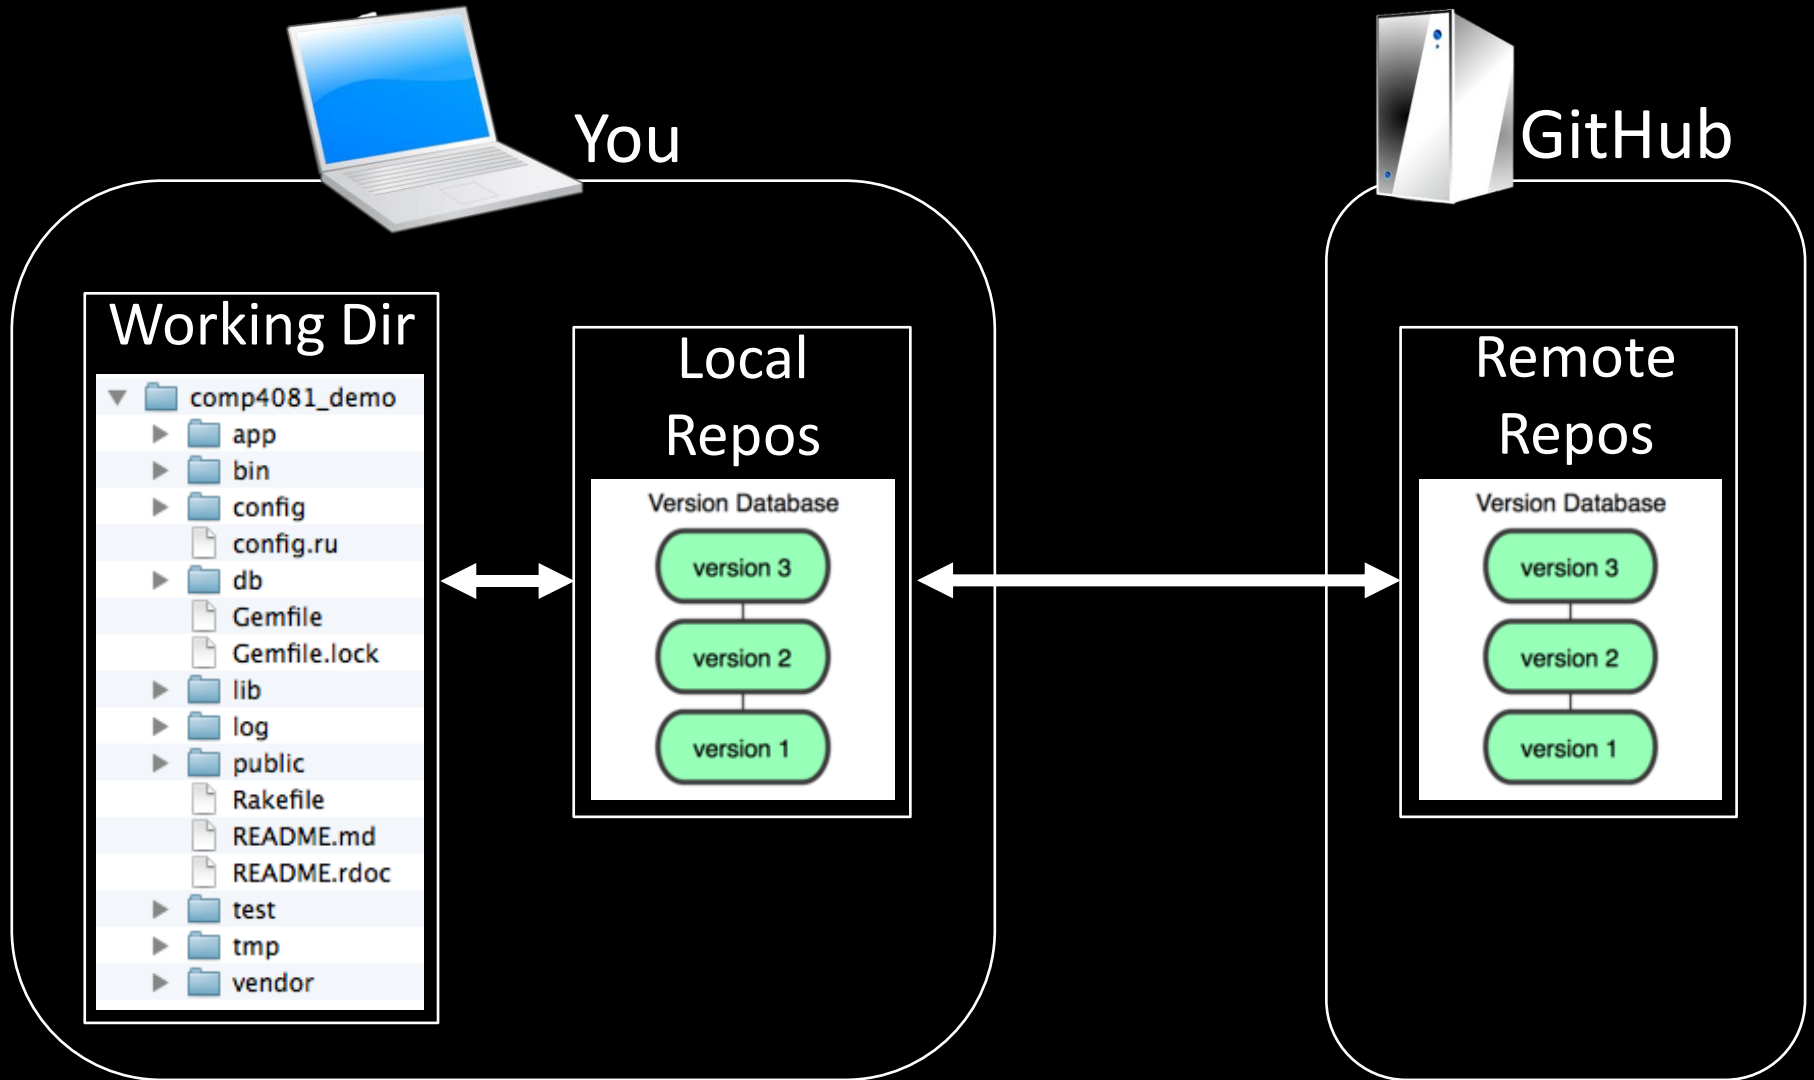 You
GitHub
Working Dir
comp4081_demo
app
bin
config
config.ru
db
Gemfile
Gemfile.lock
lib
log
public
Rakefile
README.md
README.rdoc
test
tmp
vendor
Local
Repos
Version Database
version 3
version 2
version 1
Remote
Repos
Version Database
version 3
version 2
version 1